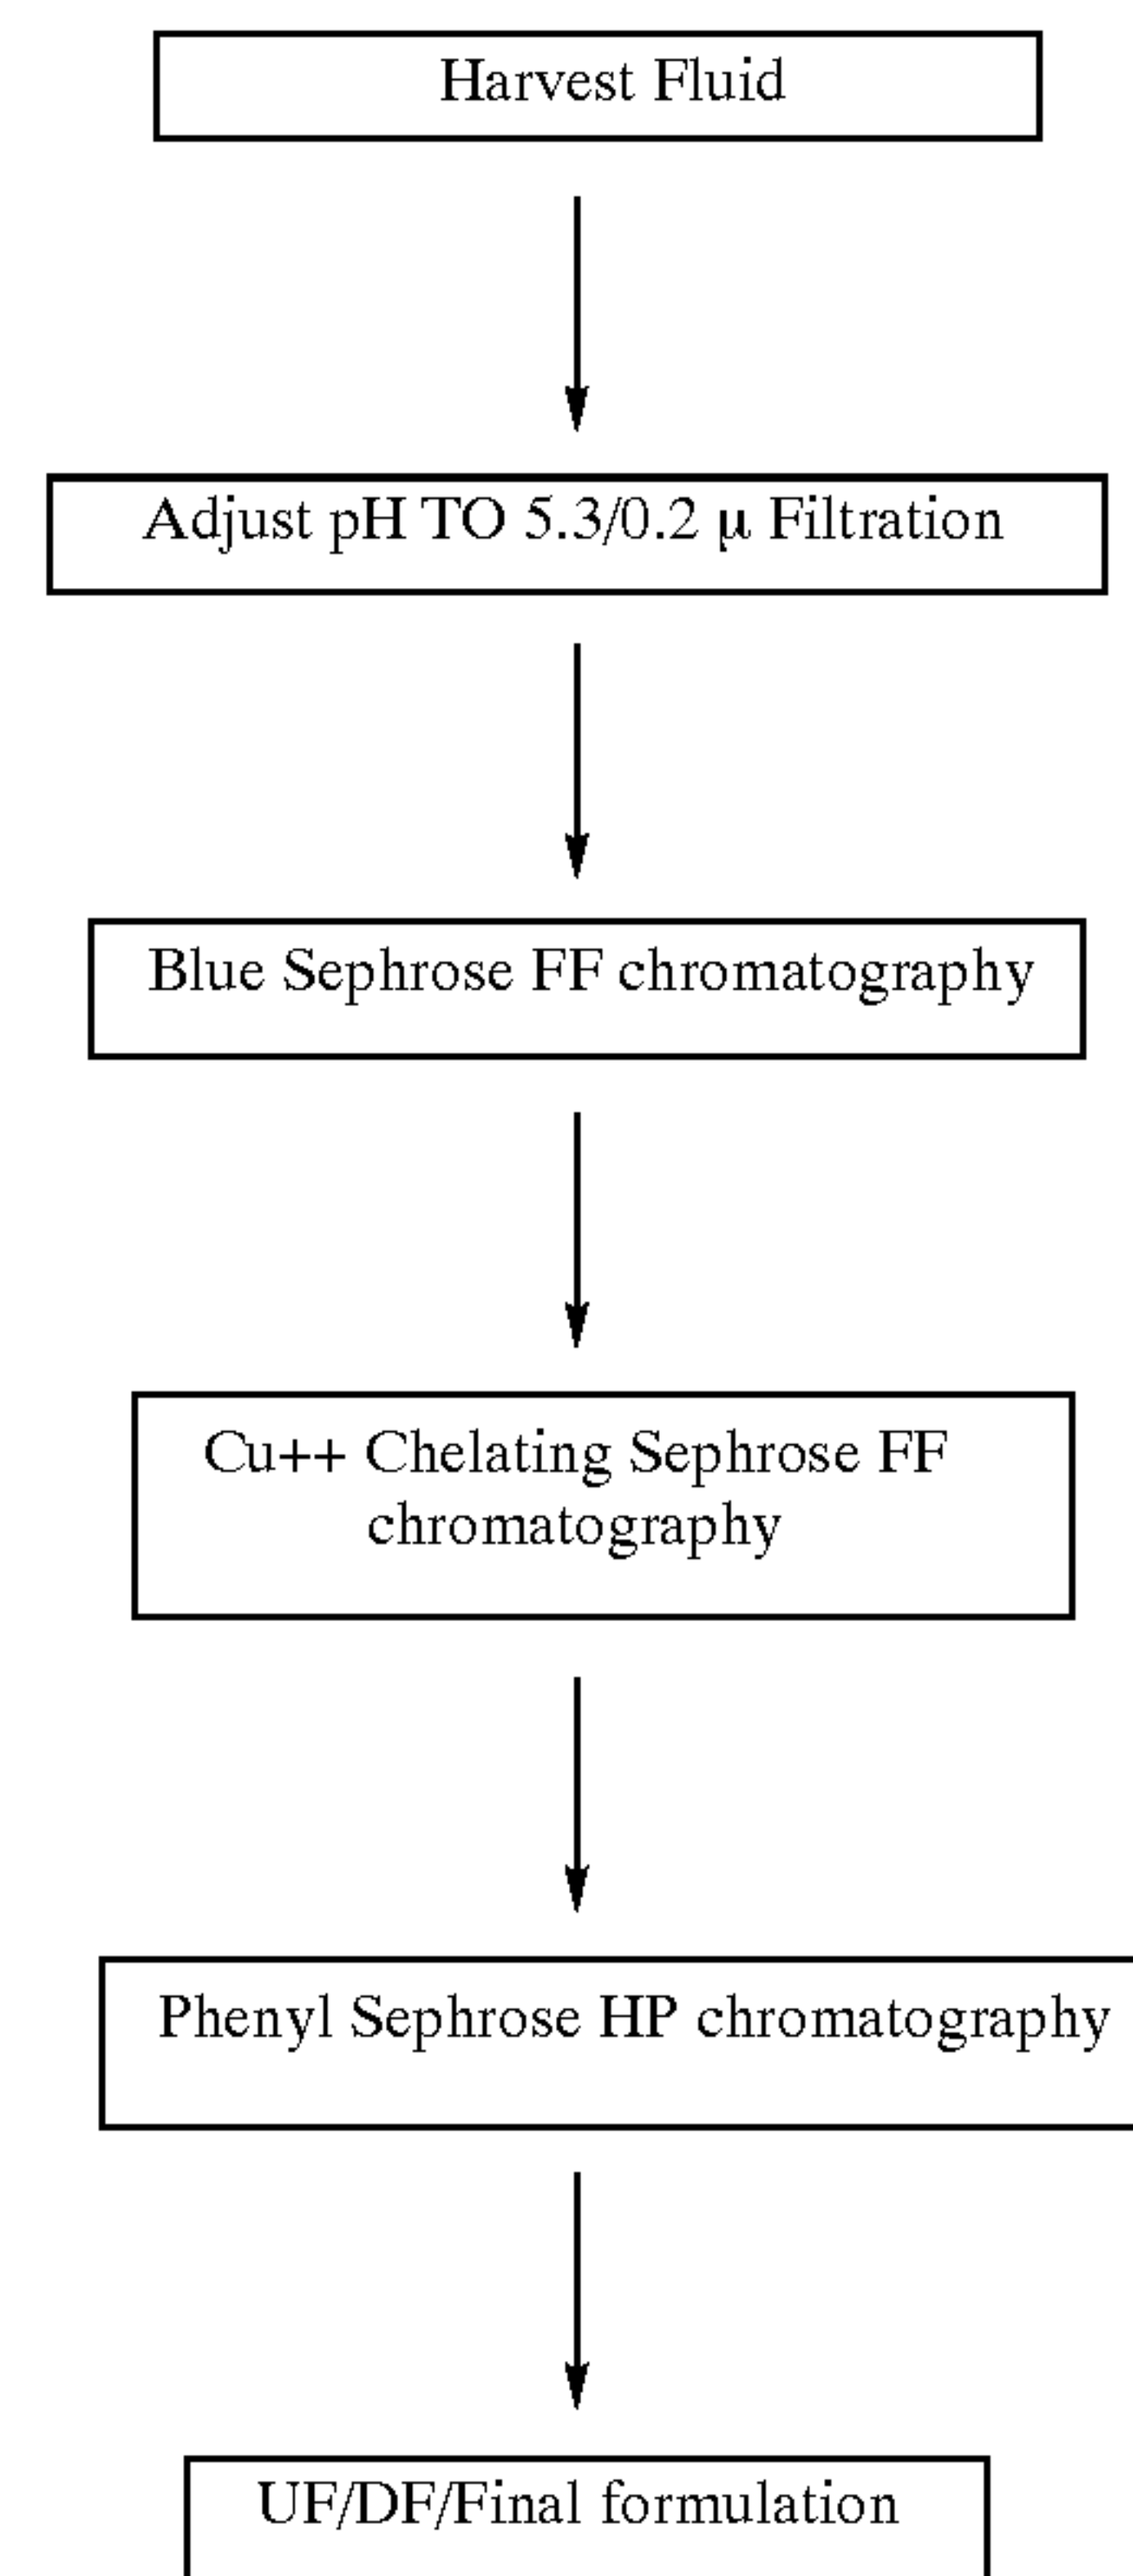 Harvest Fluid
Adjust pH TO 5.3/0.2 μ Filtration
Blue Sephrose FF chromatography
Cu++ Chelating Sephrose FF
chromatography
Phenyl Sephrose HP chromatography
UF/DF/Final formulation